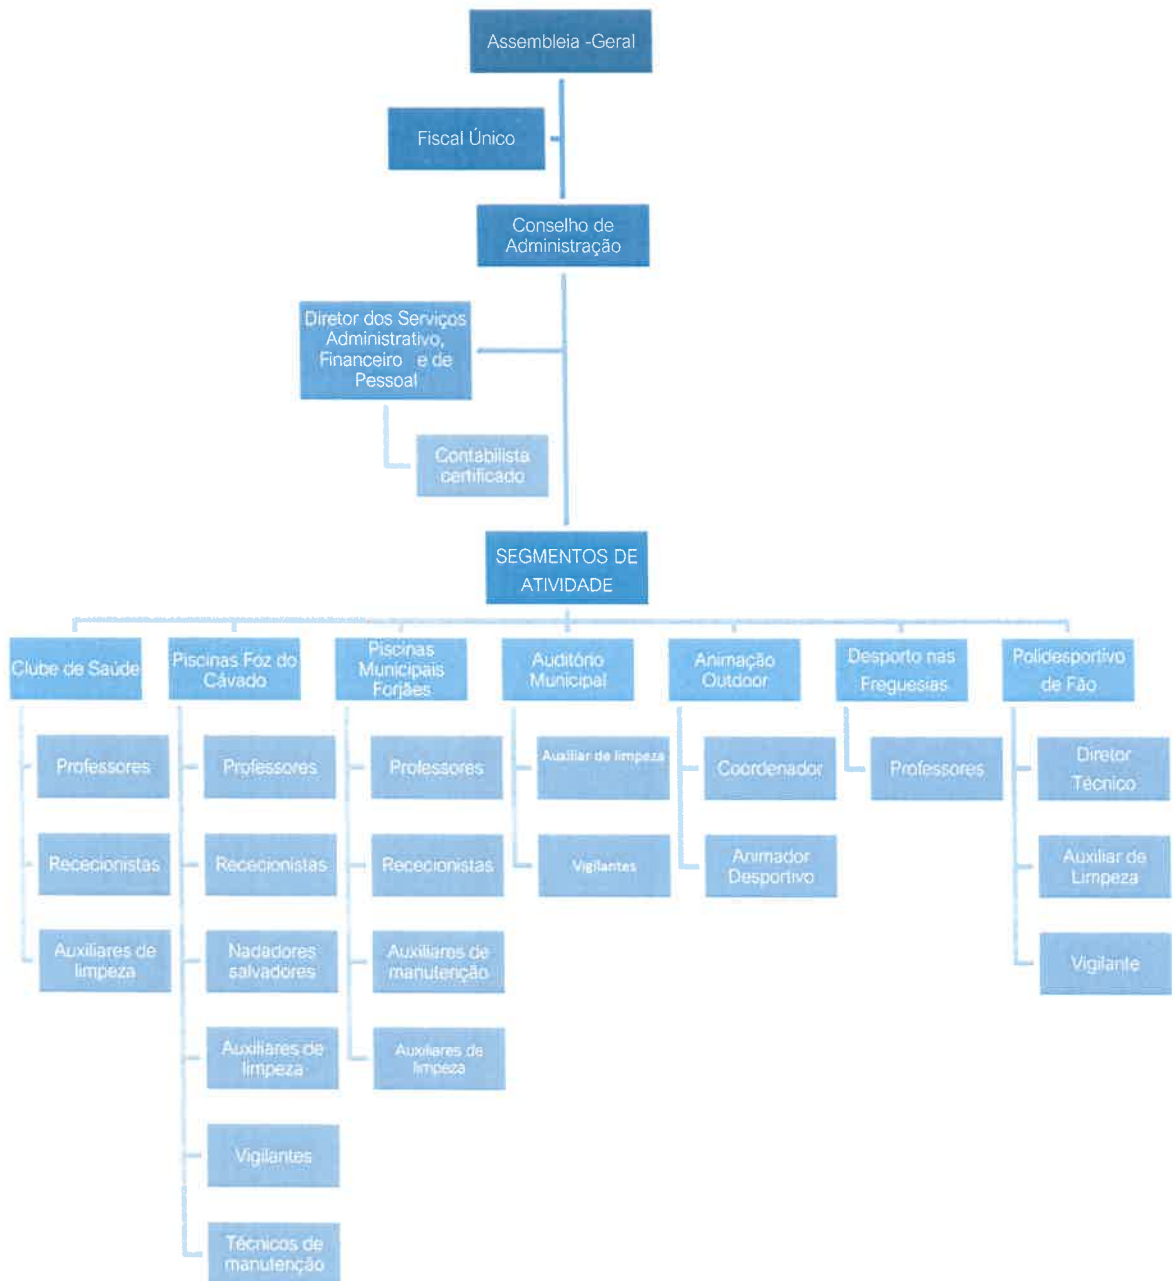 Assembleia -Geral
Fiscal Único
Conselho de
Administração
Diretor dos Serviços
Administrativo,
Financeiro e de
Pessoal
Contabilista
certificado
SEGMENTOS DE
ATIVIDADE
Clube de Saúde
Professores
Rececionistas
Auxiliares de
limpeza
Piscinas Foz do
Cávado
Professores
Rececionistas
Nadadores
salvadores
Auxiliares de
limpeza
Vigilantes
Técnicos de
manutenção
Piscinas
Municipais
Forjães
Professores
Rececionistas
Auxiliares de
manutenção
Auxiliares de
limpeza
Auditório
Municipal
Auxiliar de limpeza
Vigilantes
Animação
Outdoor
Coordenador
Animador
Desportivo
Desporto nas
Freguesias
Professores
Polidesportivo
de Fão
Diretor
Técnico
Auxiliar de
Limpeza
Vigilante